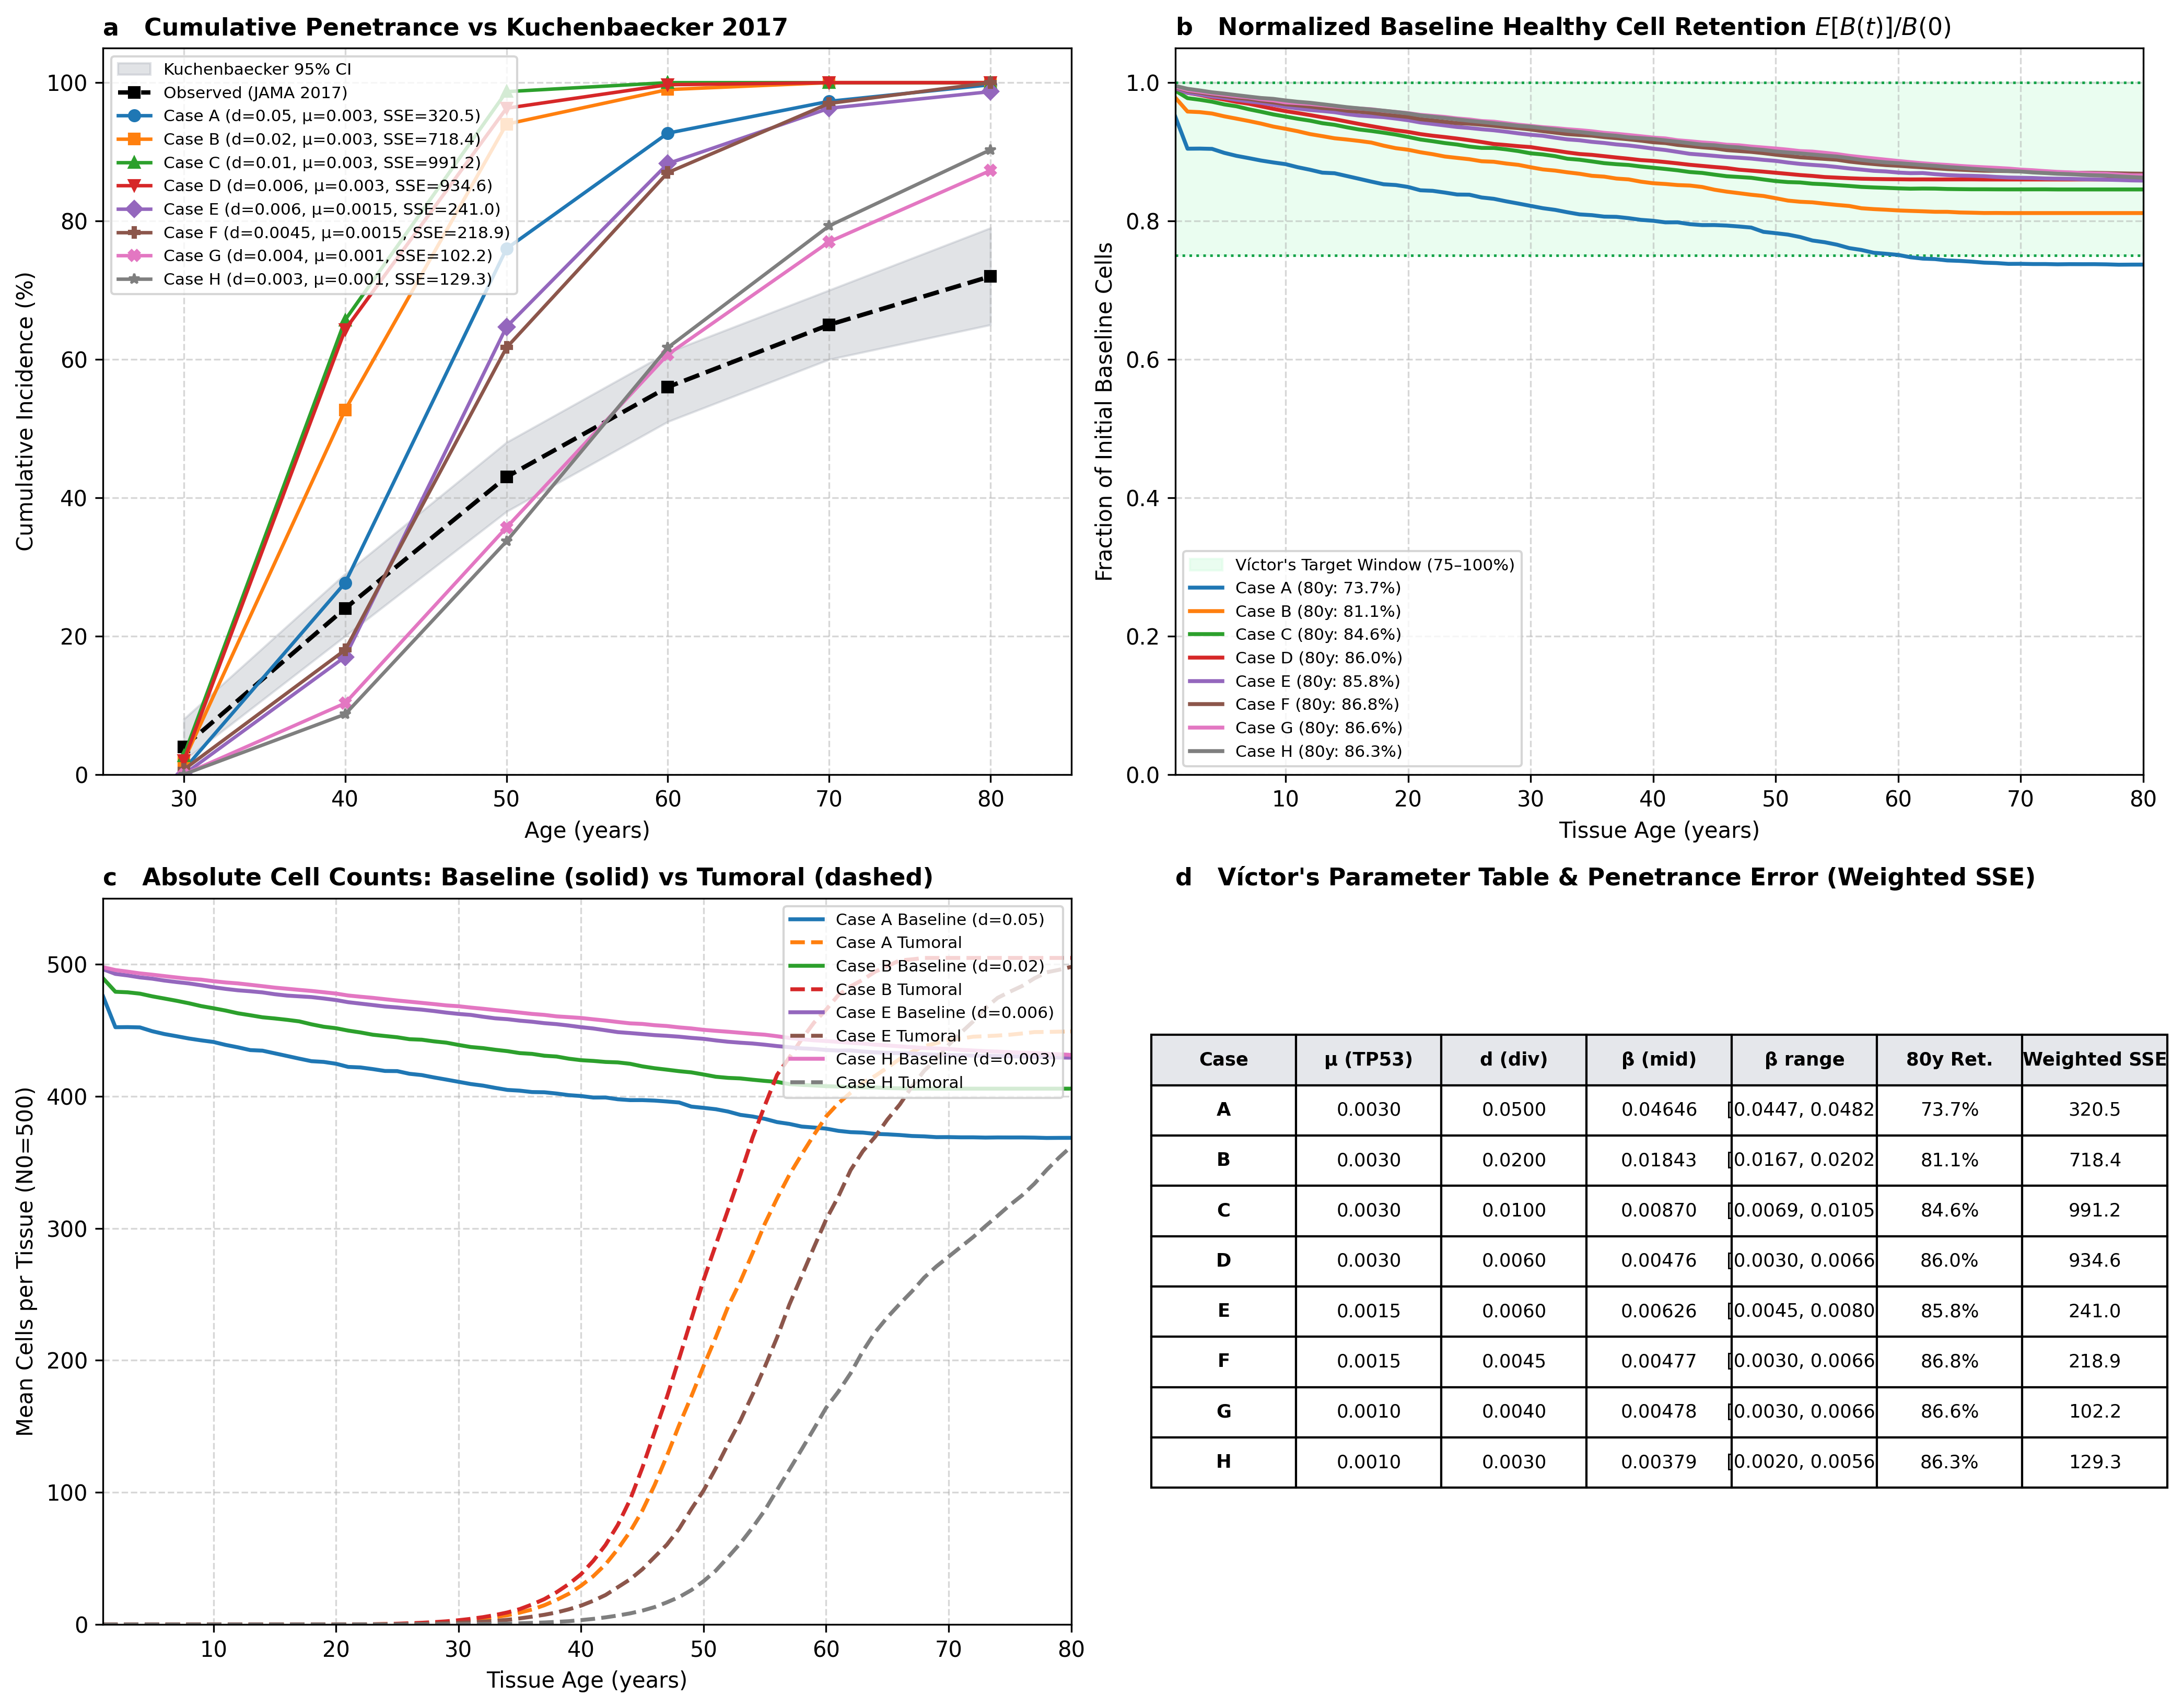 a Cumulative Penetrance vs Kuchenbaecker 2017
Kuchenbaecker 95% CI
Observed (JAMA 2017)
Case A (d=0.05, μ=0.003, SSE=320.5)
Case B (d=0.02, μ=0.003, SSE=718.4)
Case C (d=0.01, μ=0.003, SSE=991.2)
Case D (d=0.006, μ=0.003, SSE=934.6)
Case E (d=0.006, μ=0.0015, SSE=241.0)
Case F (d=0.0045, μ=0.0015, SSE=218.9)
Case G (d=0.004, μ=0.001, SSE=102.2)
Case H (d=0.003, μ=0.001, SSE=129.3)
Cumulative Incidence (%)
100
80
60
40
20
0
30 40 50 60 70 80
Age (years)
b Normalized Baseline Healthy Cell Retention E[B(t)]/B(0)
Fraction of Initial Baseline Cells
1.0
0.8
0.6
0.4
0.2
0.0
Víctor's Target Window (75–100%)
Case A (80y: 73.7%)
Case B (80y: 81.1%)
Case C (80y: 84.6%)
Case D (80y: 86.0%)
Case E (80y: 85.8%)
Case F (80y: 86.8%)
Case G (80y: 86.6%)
Case H (80y: 86.3%)
10 20 30 40 50 60 70 80
Tissue Age (years)
c Absolute Cell Counts: Baseline (solid) vs Tumoral (dashed)
Case A Baseline (d=0.05)
Case A Tumoral
Case B Baseline (d=0.02)
Case B Tumoral
Case E Baseline (d=0.006)
Case E Tumoral
Case H Baseline (d=0.003)
Case H Tumoral
Mean Cells per Tissue (N0=500)
500
400
300
200
100
0
10 20 30 40 50 60 70 80
Tissue Age (years)
d Víctor's Parameter Table & Penetrance Error (Weighted SSE)
Case μ (TP53) d (div) β (mid) β range 80y Ret. Weighted SSE
A 0.0030 0.0500 0.04646 [0.0447, 0.0482 73.7% 320.5
B 0.0030 0.0200 0.01843 [0.0167, 0.0202 81.1% 718.4
C 0.0030 0.0100 0.00870 [0.0069, 0.0105 84.6% 991.2
D 0.0030 0.0060 0.00476 [0.0030, 0.0066 86.0% 934.6
E 0.0015 0.0060 0.00626 [0.0045, 0.0080 85.8% 241.0
F 0.0015 0.0045 0.00477 [0.0030, 0.0066 86.8% 218.9
G 0.0010 0.0040 0.00478 [0.0030, 0.0066 86.6% 102.2
H 0.0010 0.0030 0.00379 [0.0020, 0.0056 86.3% 129.3